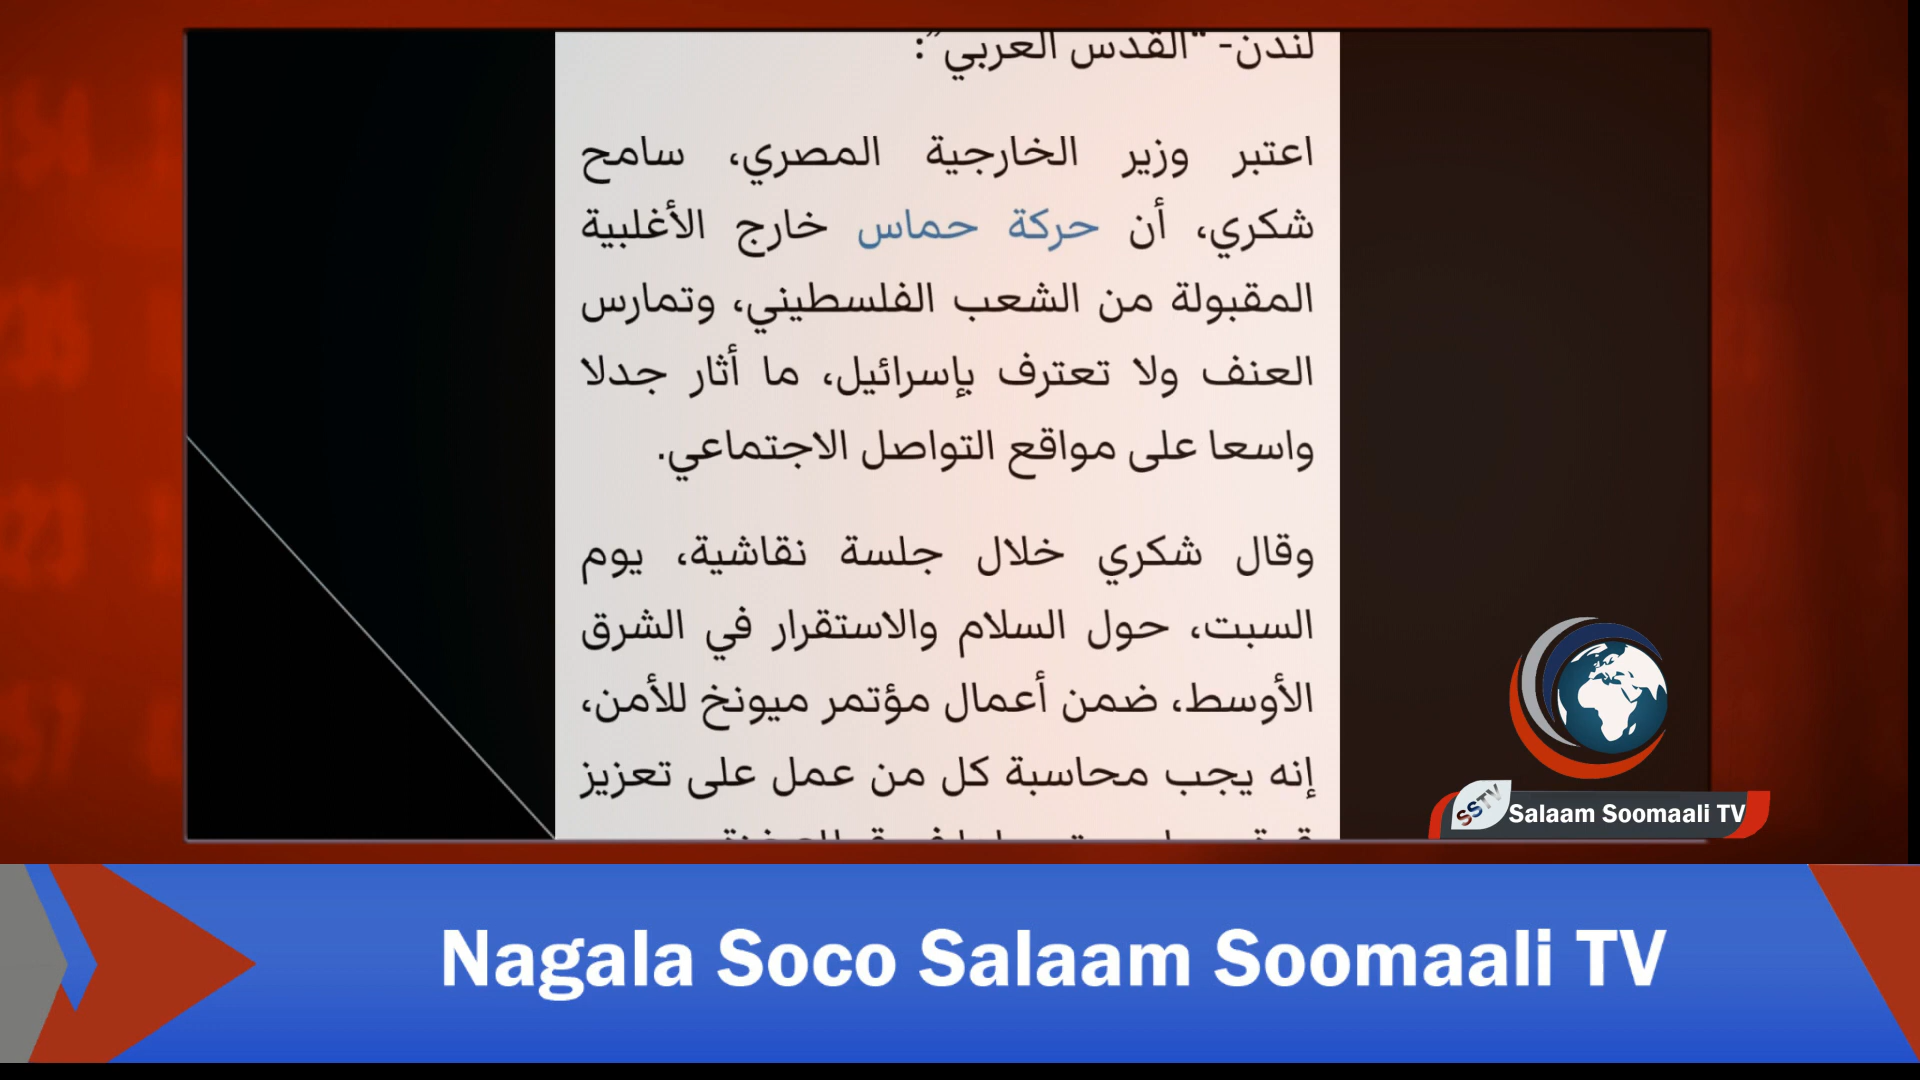 لندن- “القدس العربي”:
اعتبر وزير الخارجية المصري، سامح
شكري، أن حركة حماس خارج الأغلبية
المقبولة من الشعب الفلسطيني، وتمارس
العنف ولا تعترف بإسرائيل، ما أثار جدلا
واسعا على مواقع التواصل الاجتماعي.
وقال شكري خلال جلسة نقاشية، يوم
السبت، حول السلام والاستقرار في الشرق
الأوسط، ضمن أعمال مؤتمر ميونخ للأمن،
إنه يجب محاسبة كل من عمل على تعزيز
SSTV Salaam Soomaali TV
Nagala Soco Salaam Soomaali TV